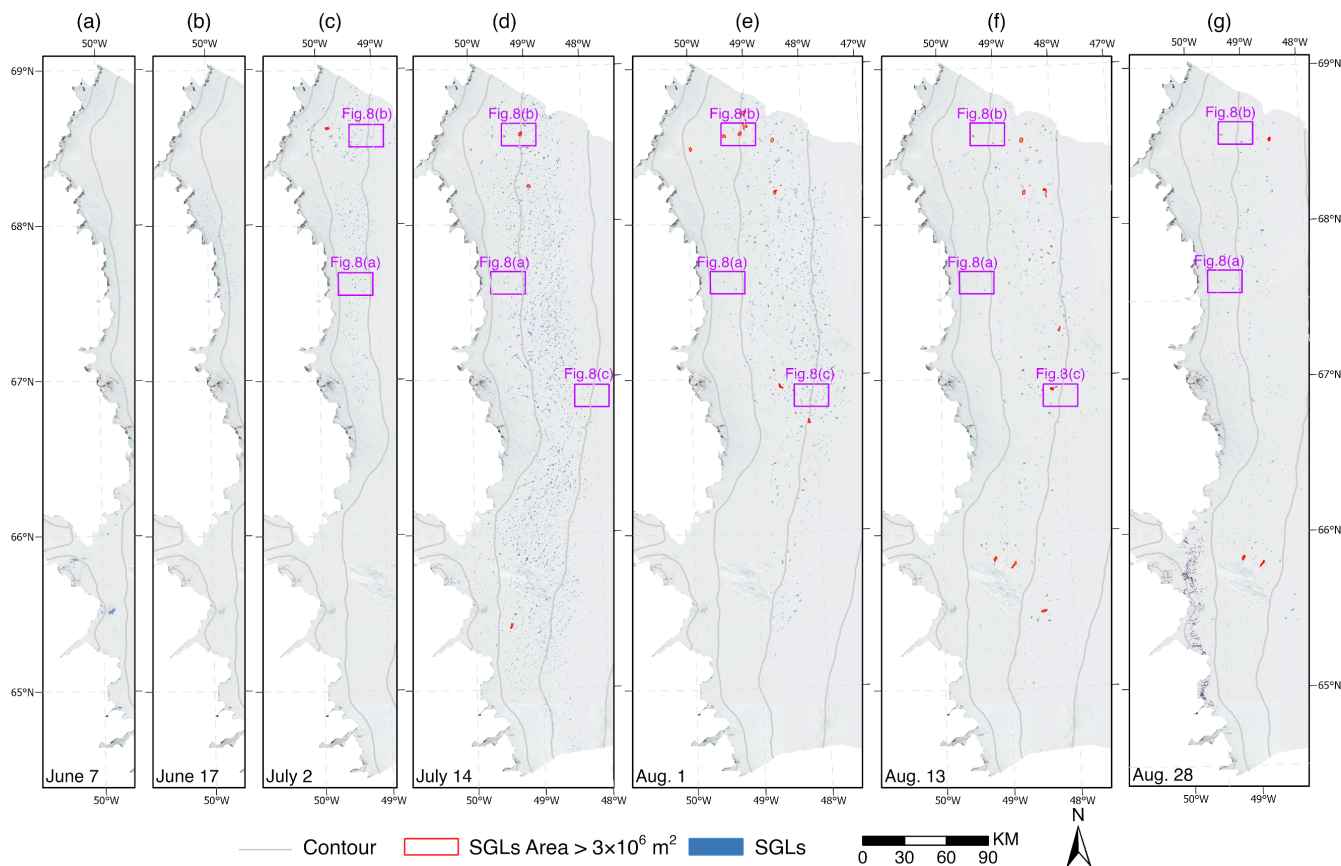 (a) (b) (c) (d) (e) (f) (g)
50°W 50°W 50°W 49°W 50°W 49°W 48°W 50°W 49°W 48°W 47°W 50°W 49°W 48°W 47°W 50°W 49°W 48°W
69°N 69°N
Fig.8(b) Fig.8(b) Fig.8(b) Fig.8(b) Fig.8(b)
68°N 68°N
Fig.8(a) Fig.8(a) Fig.8(a) Fig.8(a) Fig.8(a)
67°N 67°N
Fig.8(c) Fig.8(c) Fig.8(c)
66°N 66°N
65°N 65°N
June 7 June 17 July 2 July 14 Aug. 1 Aug. 13 Aug. 28
50°W 50°W 50°W 49°W 50°W 49°W 48°W 50°W 49°W 48°W 50°W 49°W 48°W 50°W 49°W
N
Contour SGLs Area > 3×10⁶ m² SGLs KM
0 30 60 90